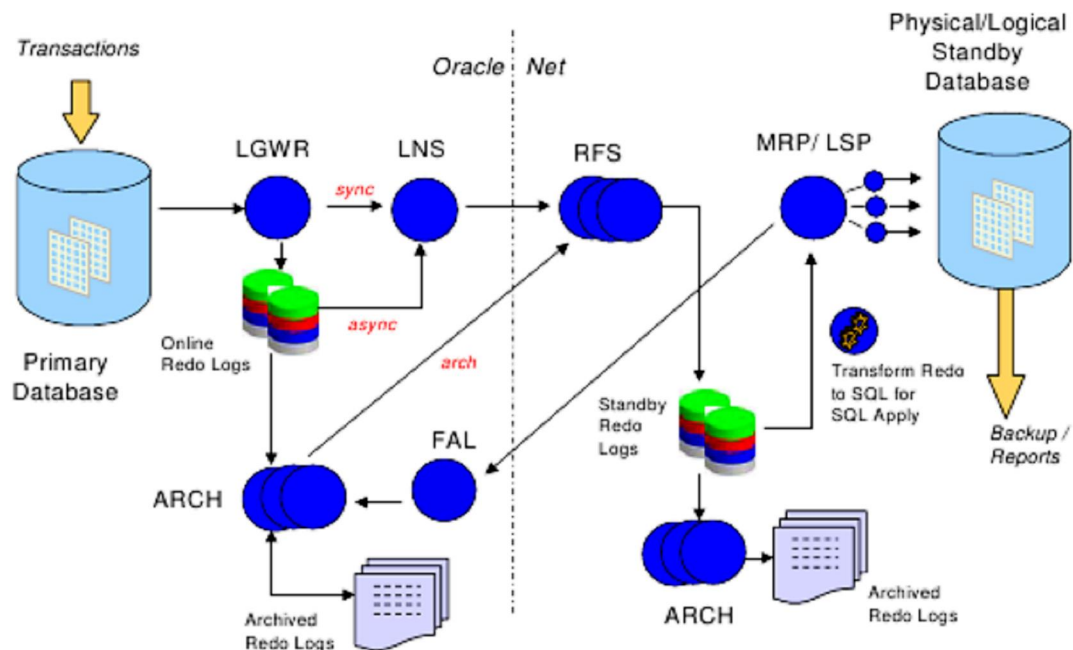 Transactions
Physical/Logical
Standby
Database
Oracle Net
LGWR
LNS
RFS
MRP/ LSP
sync
async
Online
Redo Logs
Primary
Database
arch
Transform Redo
to SQL for
SQL Apply
Standby
Redo
Logs
Backup /
Reports
FAL
ARCH
Archived
Redo Logs
ARCH
Archived
Redo Logs